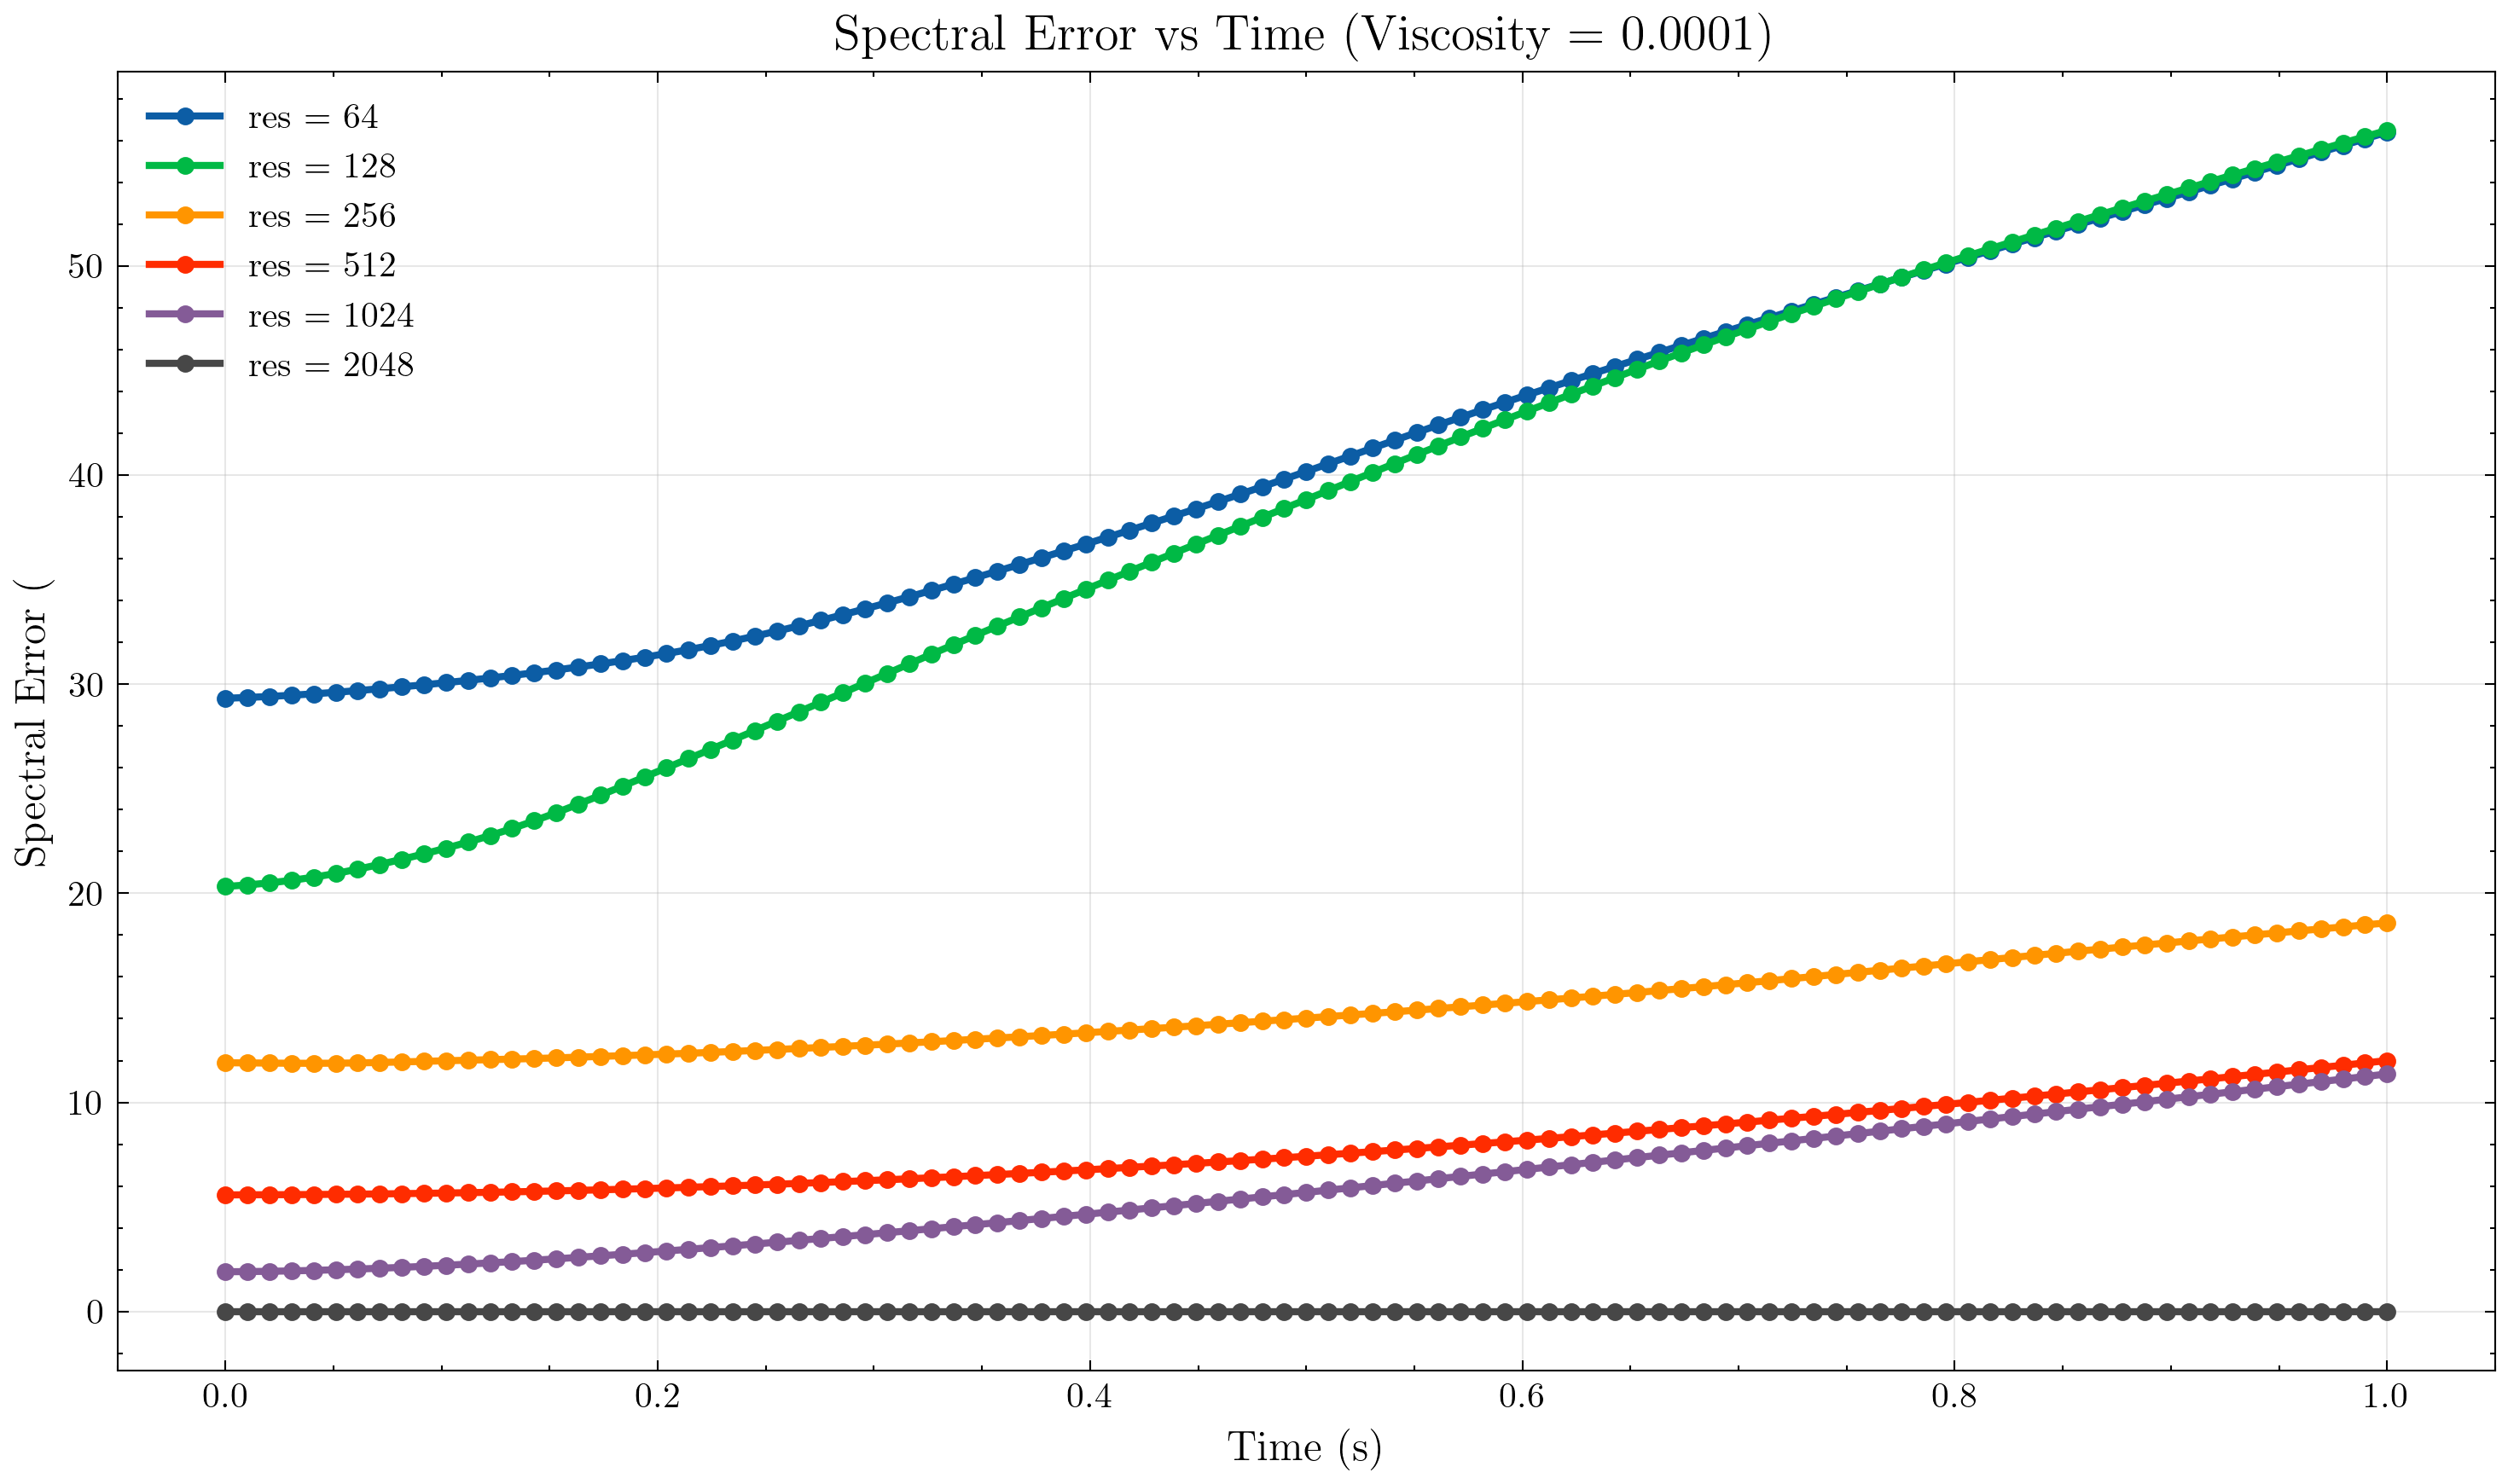 Spectral Error vs Time (Viscosity = 0.0001)
res = 64
res = 128
res = 256
res = 512
res = 1024
res = 2048
Spectral Error (
50
40
30
20
10
0
0.0 0.2 0.4 0.6 0.8 1.0
Time (s)